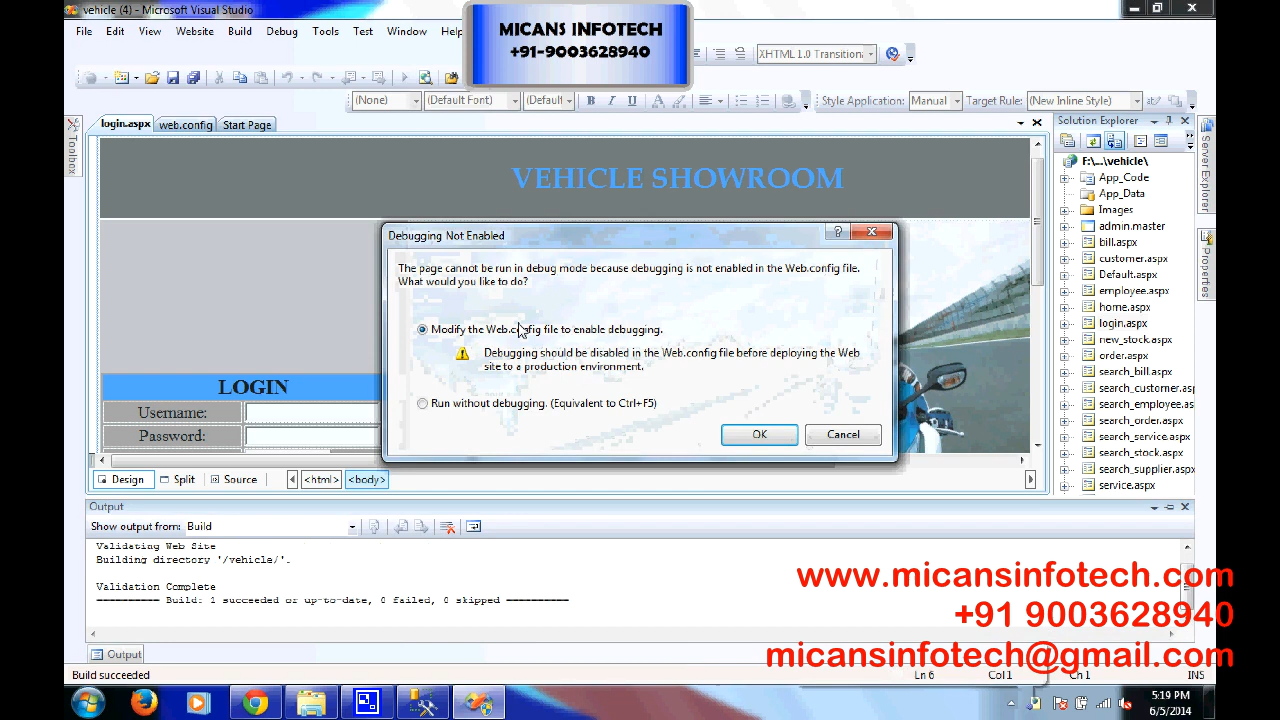 vehicle (4) - Microsoft Visual Studio
MICANS INFOTECH
+91-9003628940
File Edit View Website Build Debug Tools Test Window Help
XHTML 1.0 Transition
(None) (Default Font) (Default B I U A Style Application: Manual Target Rule: (New Inline Style)
login.aspx web.config Start Page
Solution Explorer
Toolbox
Server Explorer
Properties
VEHICLE SHOWROOM
F:\...\vehicle\
App_Code
App_Data
Images
admin.master
bill.aspx
customer.aspx
Default.aspx
employee.aspx
home.aspx
login.aspx
new_stock.aspx
order.aspx
search_bill.aspx
search_customer.aspx
search_employee.aspx
search_order.aspx
search_service.aspx
search_stock.aspx
search_supplier.aspx
service.aspx
Debugging Not Enabled
The page cannot be run in debug mode because debugging is not enabled in the Web.config file.
What would you like to do?
Modify the Web.config file to enable debugging.
Debugging should be disabled in the Web.config file before deploying the Web
site to a production environment.
Run without debugging. (Equivalent to Ctrl+F5)
OK Cancel
LOGIN
Username:
Password:
Design Split Source <html> <body>
Output
Show output from: Build
Validating Web Site
Building directory '/vehicle/'.
Validation Complete
========== Build: 1 succeeded or up-to-date, 0 failed, 0 skipped ==========
www.micansinfotech.com
+91 9003628940
micansinfotech@gmail.com
Output
Build succeeded Ln 6 Col 1 Ch 1 INS
5:19 PM
6/5/2014